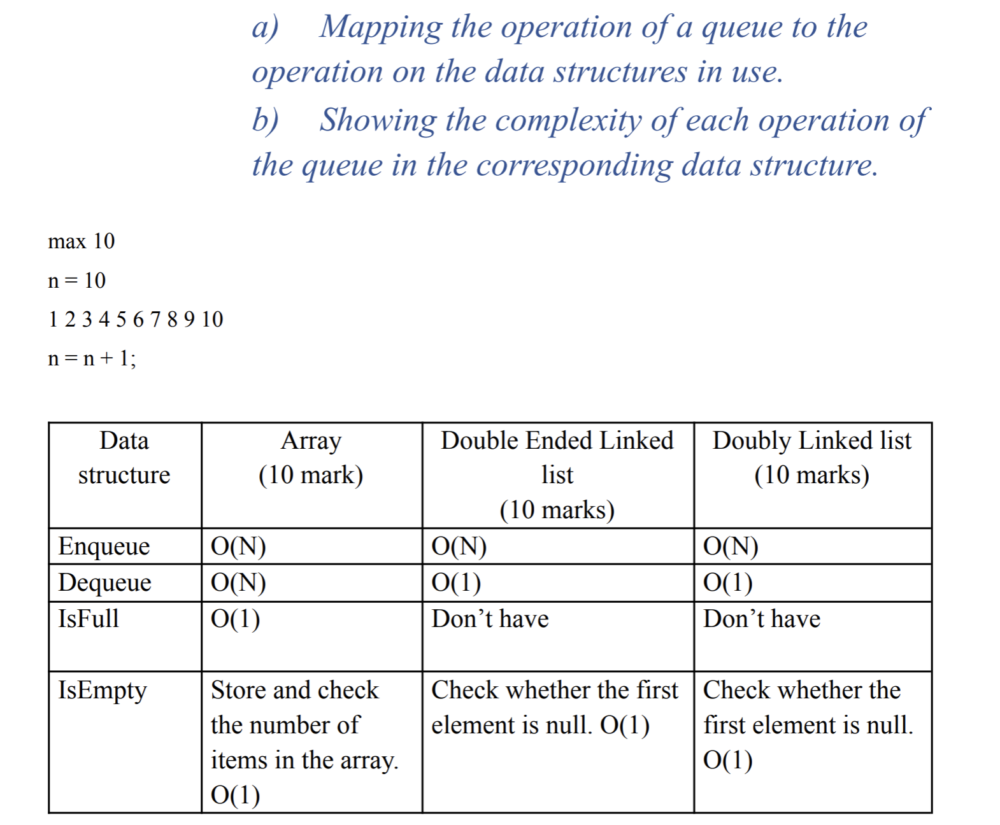 a) Mapping the operation of a queue to the
operation on the data structures in use.
b) Showing the complexity of each operation of
the queue in the corresponding data structure.
max 10
n = 10
1 2 3 4 5 6 7 8 9 10
n = n + 1;
Data
structure
Array
(10 mark)
Double Ended Linked
list
(10 marks)
Doubly Linked list
(10 marks)
Enqueue
O(N)
O(N)
O(N)
Dequeue
O(N)
O(1)
O(1)
IsFull
O(1)
Don’t have
Don’t have
IsEmpty
Store and check
the number of
items in the array.
O(1)
Check whether the first
element is null. O(1)
Check whether the
first element is null.
O(1)